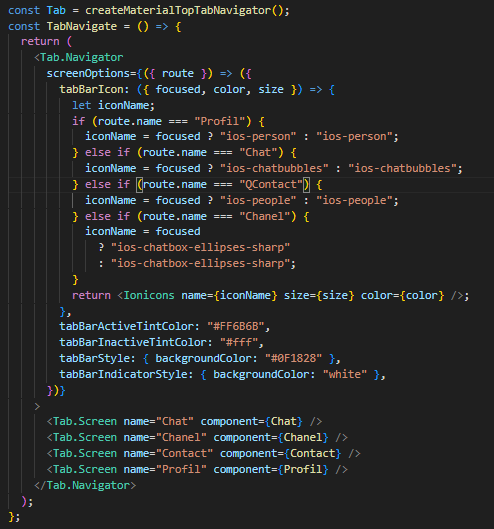 const Tab = createMaterialTopTabNavigator();
const TabNavigate = () => {
  return (
    <Tab.Navigator
      screenOptions={({ route }) => ({
        tabBarIcon: ({ focused, color, size }) => {
          let iconName;
          if (route.name === "Profil") {
            iconName = focused ? "ios-person" : "ios-person";
          } else if (route.name === "Chat") {
            iconName = focused ? "ios-chatbubbles" : "ios-chatbubbles";
          } else if (route.name === "QContact") {
            iconName = focused ? "ios-people" : "ios-people";
          } else if (route.name === "Chanel") {
            iconName = focused
              ? "ios-chatbox-ellipses-sharp"
              : "ios-chatbox-ellipses-sharp";
          }
          return <Ionicons name={iconName} size={size} color={color} />;
        },
        tabBarActiveTintColor: "#FF6B6B",
        tabBarInactiveTintColor: "#fff",
        tabBarStyle: { backgroundColor: "#0F1828" },
        tabBarIndicatorStyle: { backgroundColor: "white" },
      })}
    >
      <Tab.Screen name="Chat" component={Chat} />
      <Tab.Screen name="Chanel" component={Chanel} />
      <Tab.Screen name="Contact" component={Contact} />
      <Tab.Screen name="Profil" component={Profil} />
    </Tab.Navigator>
  );
};